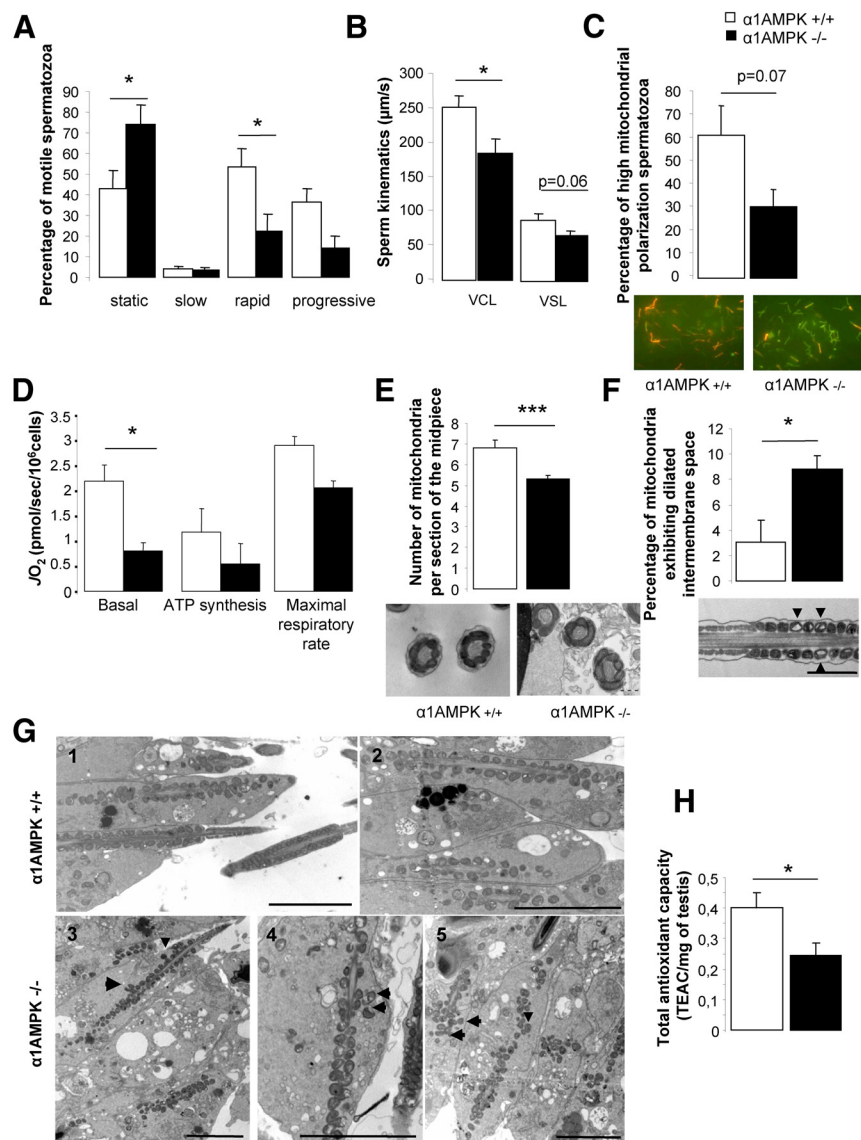 A
B
C
α1AMPK +/+
α1AMPK -/-
Percentage of motile spermatozoa
90
80
70
60
50
40
30
20
10
0
*
*
static
slow
rapid
progressive
Sperm kinematics (µm/s)
300
250
200
150
100
50
0
*
p=0.06
VCL
VSL
Percentage of high mitochondrial
polarization spermatozoa
80
70
60
50
40
30
20
10
0
p=0.07
α1AMPK +/+
α1AMPK -/-
D
JO2 (pmol/sec/10⁶cells)
3.5
3
2.5
2
1.5
1
0.5
0
*
Basal
ATP synthesis
Maximal
respiratory
rate
E
Number of mitochondria
per section of the midpiece
8
7
6
5
4
3
2
1
0
***
α1AMPK +/+
α1AMPK -/-
F
Percentage of mitochondria
exhibiting dilated
intermembrane space
12
10
8
6
4
2
0
*
G
α1AMPK +/+
1
2
α1AMPK -/-
3
4
5
H
Total antioxidant capacity
(TEAC/mg of testis)
0,5
0,4
0,3
0,2
0,1
0
*